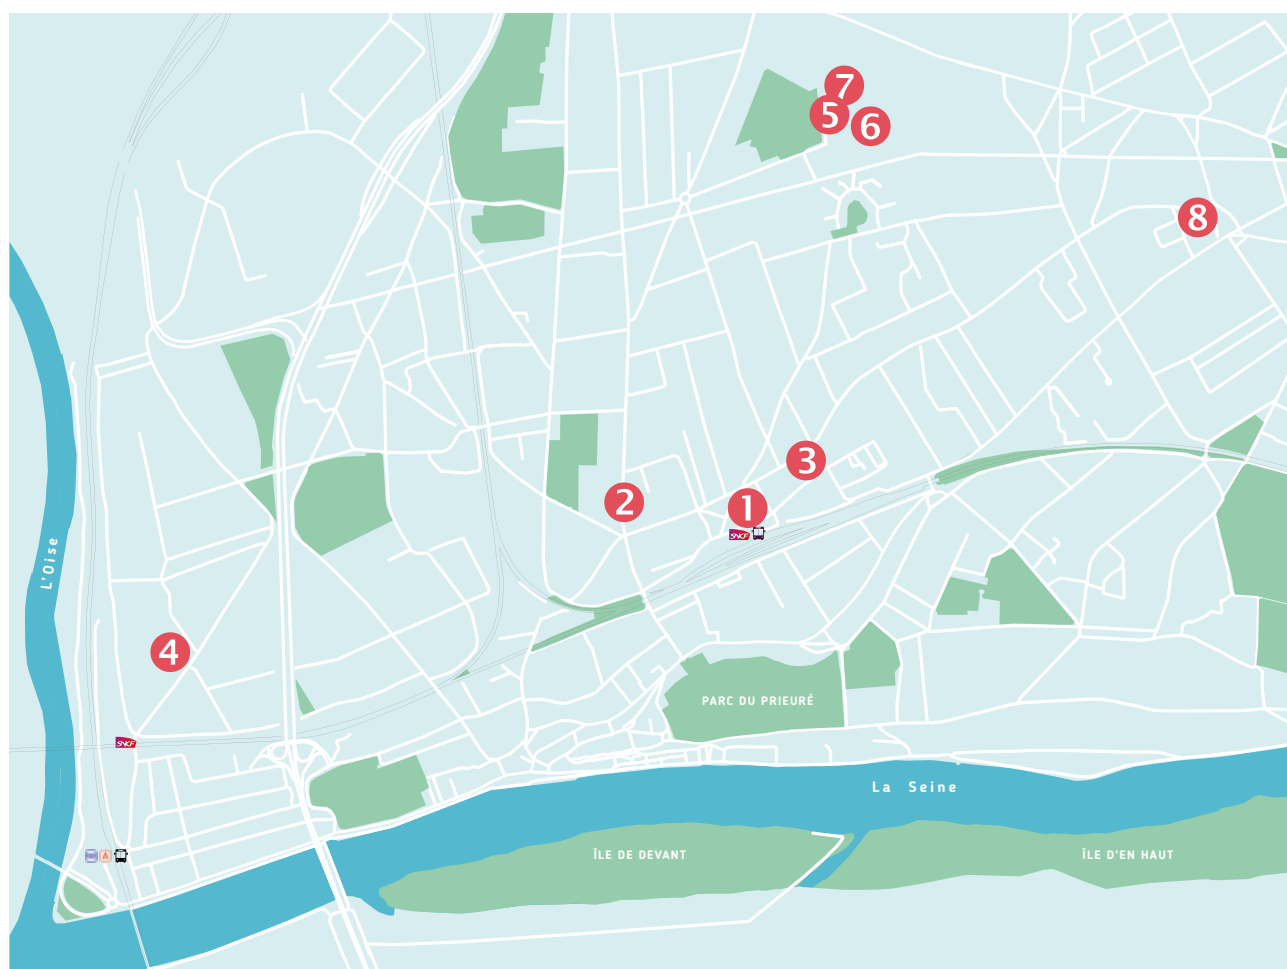 7
5
6
8
3
2
1
SNCF
L'Oise
4
PARC DU PRIEURÉ
SNCF
La Seine
A
ÎLE DE DEVANT
ÎLE D'EN HAUT